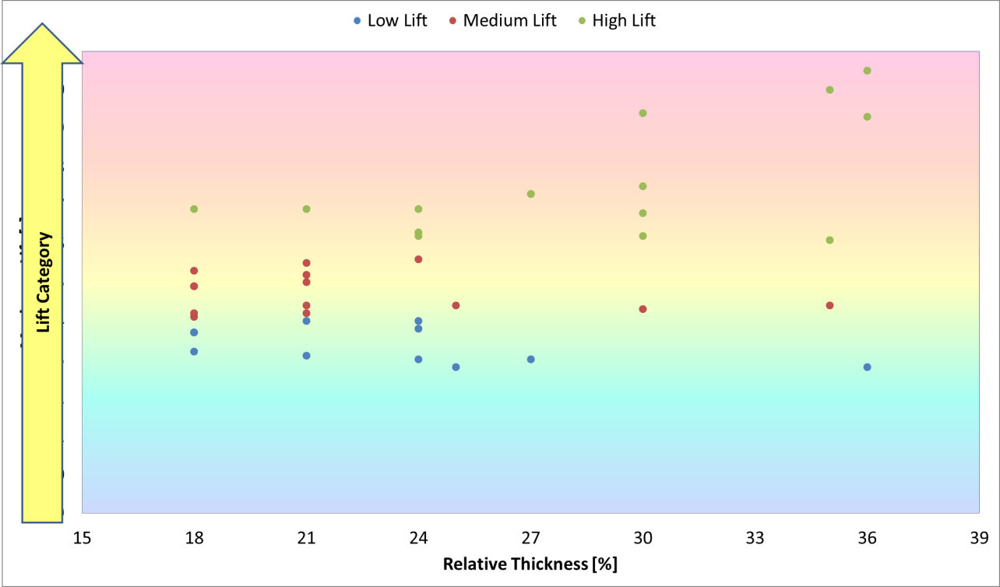 Low Lift Medium Lift High Lift
Lift Category
15 18 21 24 27 30 33 36 39
Relative Thickness [%]